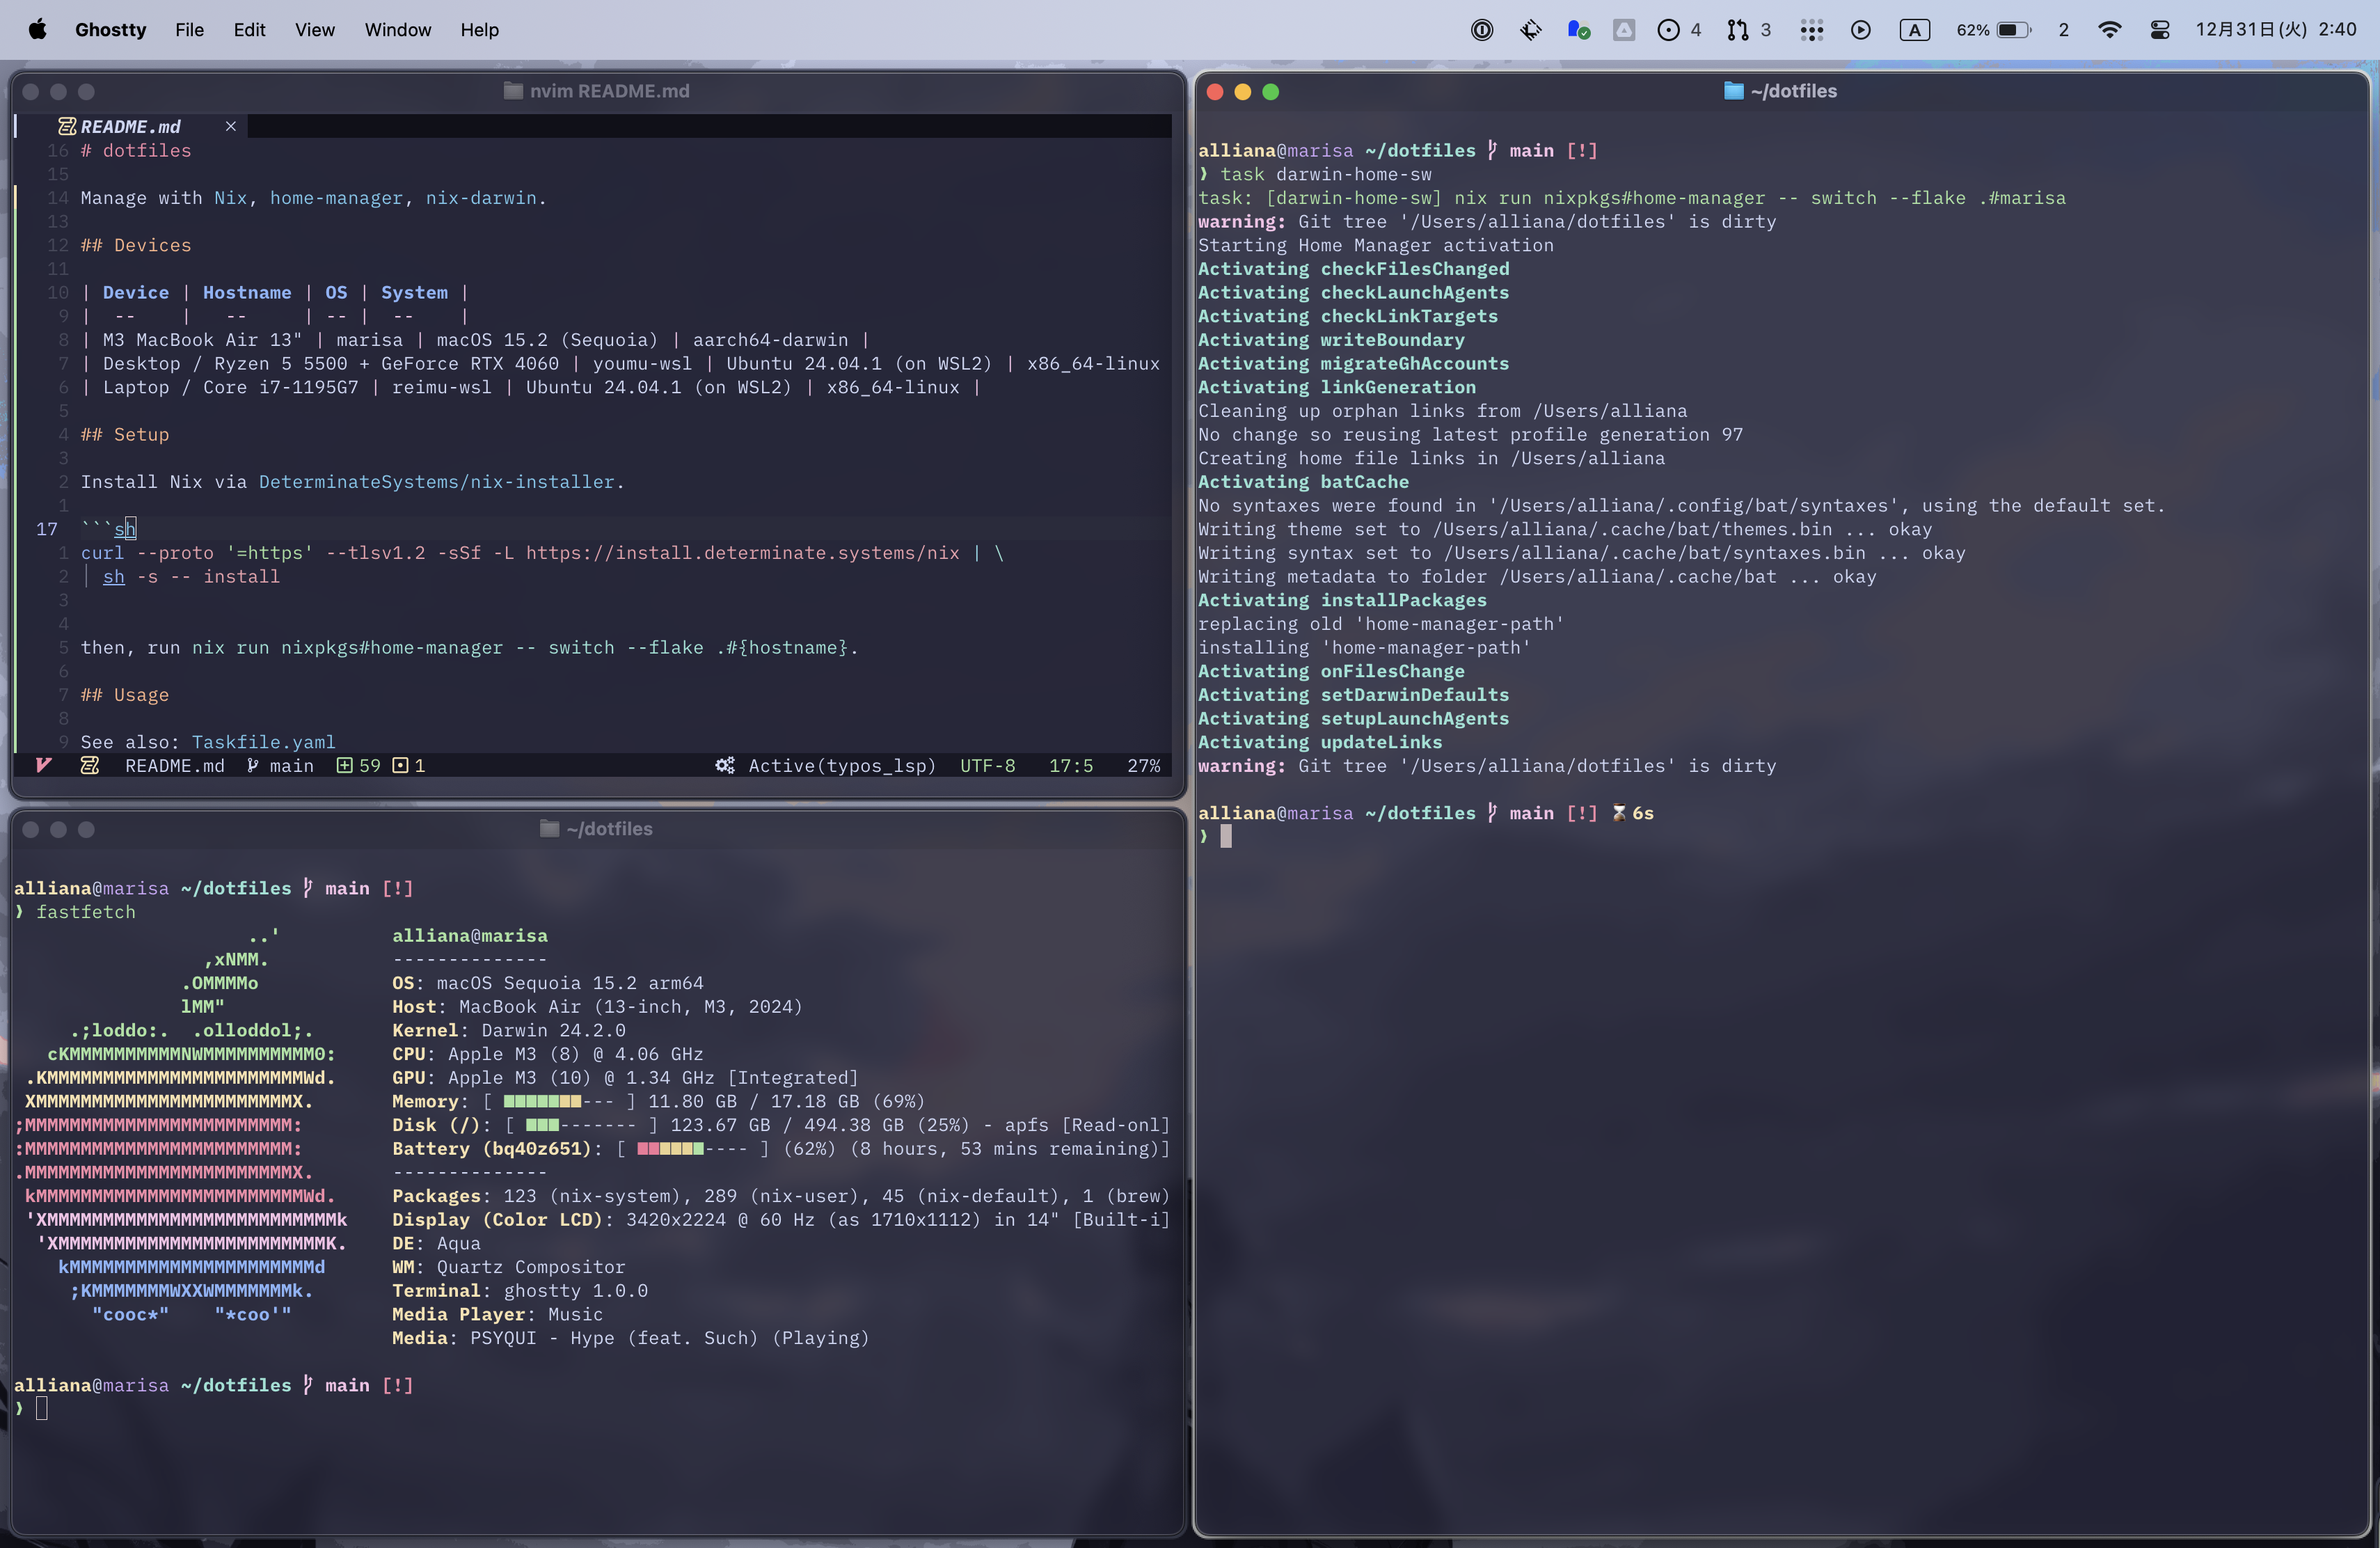 Ghostty File Edit View Window Help 4 3 A 62% 2 12月31日(火) 2:40
nvim README.md
README.md ×
16 # dotfiles
15
14 Manage with Nix, home-manager, nix-darwin.
13
12 ## Devices
11
10 | Device | Hostname | OS | System |
9 | -- | -- | -- | -- |
8 | M3 MacBook Air 13" | marisa | macOS 15.2 (Sequoia) | aarch64-darwin |
7 | Desktop / Ryzen 5 5500 + GeForce RTX 4060 | youmu-wsl | Ubuntu 24.04.1 (on WSL2) | x86_64-linux
6 | Laptop / Core i7-1195G7 | reimu-wsl | Ubuntu 24.04.1 (on WSL2) | x86_64-linux |
5
4 ## Setup
3
2 Install Nix via DeterminateSystems/nix-installer.
1
17 ```sh
1 curl --proto '=https' --tlsv1.2 -sSf -L https://install.determinate.systems/nix | \
2 sh -s -- install
3
4
5 then, run nix run nixpkgs#home-manager -- switch --flake .#{hostname}.
6
7 ## Usage
8
9 See also: Taskfile.yaml
README.md main 59 1 Active(typos_lsp) UTF-8 17:5 27%
~/dotfiles
alliana@marisa ~/dotfiles main [!]
❯ fastfetch
..'
,xNMM.
.OMMMMo
lMM"
.;loddo:. .olloddol;.
cKMMMMMMMMMMNWMMMMMMMMMM0:
.KMMMMMMMMMMMMMMMMMMMMMMMWd.
XMMMMMMMMMMMMMMMMMMMMMMMX.
;MMMMMMMMMMMMMMMMMMMMMMMM:
:MMMMMMMMMMMMMMMMMMMMMMMM:
.MMMMMMMMMMMMMMMMMMMMMMMMX.
kMMMMMMMMMMMMMMMMMMMMMMMMWd.
'XMMMMMMMMMMMMMMMMMMMMMMMMMMk
'XMMMMMMMMMMMMMMMMMMMMMMMMK.
kMMMMMMMMMMMMMMMMMMMMMMd
;KMMMMMMMWXXWMMMMMMMk.
"cooc*" "*coo'"
alliana@marisa
--------------
OS: macOS Sequoia 15.2 arm64
Host: MacBook Air (13-inch, M3, 2024)
Kernel: Darwin 24.2.0
CPU: Apple M3 (8) @ 4.06 GHz
GPU: Apple M3 (10) @ 1.34 GHz [Integrated]
Memory: [ ■■■■■■■--- ] 11.80 GB / 17.18 GB (69%)
Disk (/): [ ■■■------- ] 123.67 GB / 494.38 GB (25%) - apfs [Read-onl]
Battery (bq40z651): [ ■■■■■■---- ] (62%) (8 hours, 53 mins remaining)]
--------------
Packages: 123 (nix-system), 289 (nix-user), 45 (nix-default), 1 (brew)
Display (Color LCD): 3420x2224 @ 60 Hz (as 1710x1112) in 14" [Built-i]
DE: Aqua
WM: Quartz Compositor
Terminal: ghostty 1.0.0
Media Player: Music
Media: PSYQUI - Hype (feat. Such) (Playing)
alliana@marisa ~/dotfiles main [!]
❯
~/dotfiles
alliana@marisa ~/dotfiles main [!]
❯ task darwin-home-sw
task: [darwin-home-sw] nix run nixpkgs#home-manager -- switch --flake .#marisa
warning: Git tree '/Users/alliana/dotfiles' is dirty
Starting Home Manager activation
Activating checkFilesChanged
Activating checkLaunchAgents
Activating checkLinkTargets
Activating writeBoundary
Activating migrateGhAccounts
Activating linkGeneration
Cleaning up orphan links from /Users/alliana
No change so reusing latest profile generation 97
Creating home file links in /Users/alliana
Activating batCache
No syntaxes were found in '/Users/alliana/.config/bat/syntaxes', using the default set.
Writing theme set to /Users/alliana/.cache/bat/themes.bin ... okay
Writing syntax set to /Users/alliana/.cache/bat/syntaxes.bin ... okay
Writing metadata to folder /Users/alliana/.cache/bat ... okay
Activating installPackages
replacing old 'home-manager-path'
installing 'home-manager-path'
Activating onFilesChange
Activating setDarwinDefaults
Activating setupLaunchAgents
Activating updateLinks
warning: Git tree '/Users/alliana/dotfiles' is dirty
alliana@marisa ~/dotfiles main [!] ⌛6s
❯